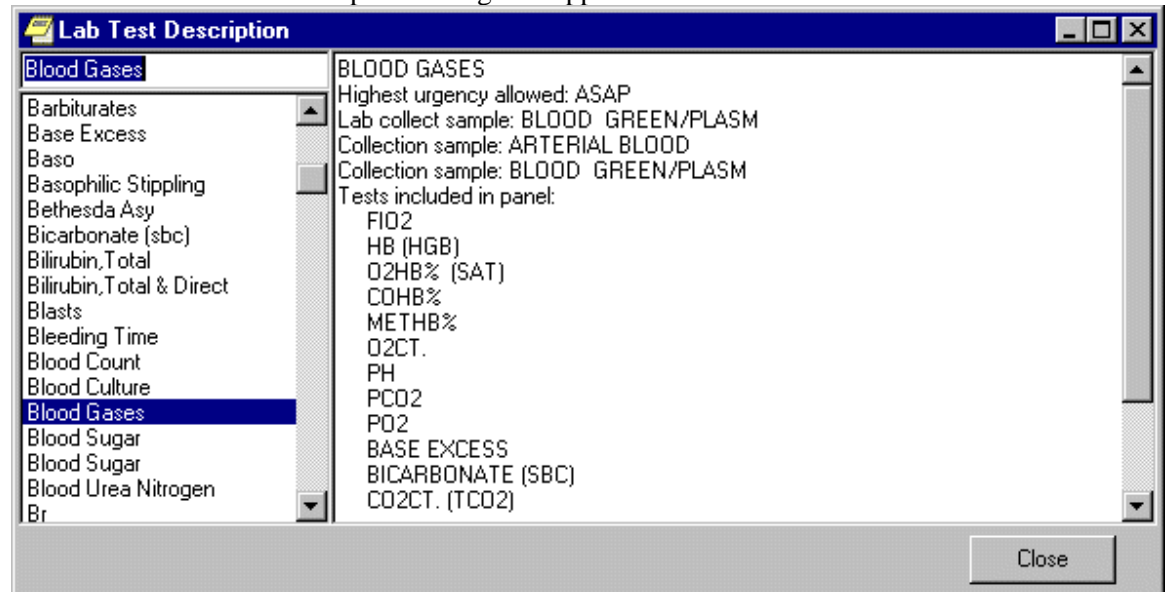 Lab Test Description
Blood Gases
Barbiturates
Base Excess
Baso
Basophilic Stippling
Bethesda Asy
Bicarbonate (sbc)
Bilirubin,Total
Bilirubin,Total & Direct
Blasts
Bleeding Time
Blood Count
Blood Culture
Blood Gases
Blood Sugar
Blood Sugar
Blood Urea Nitrogen
Br
BLOOD GASES
Highest urgency allowed: ASAP
Lab collect sample: BLOOD  GREEN/PLASM
Collection sample: ARTERIAL BLOOD
Collection sample: BLOOD  GREEN/PLASM
Tests included in panel:
FIO2
HB (HGB)
O2HB%  (SAT)
COHB%
METHB%
O2CT.
PH
PCO2
PO2
BASE EXCESS
BICARBONATE (SBC)
CO2CT. (TCO2)
Close